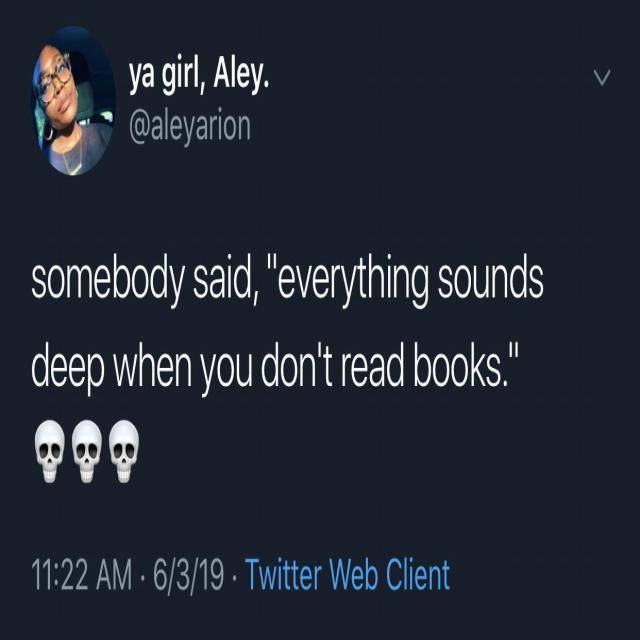 ya girl, Aley.
@aleyarion
somebody said, "everything sounds
deep when you don't read books."
💀💀💀
11:22 AM · 6/3/19 · Twitter Web Client